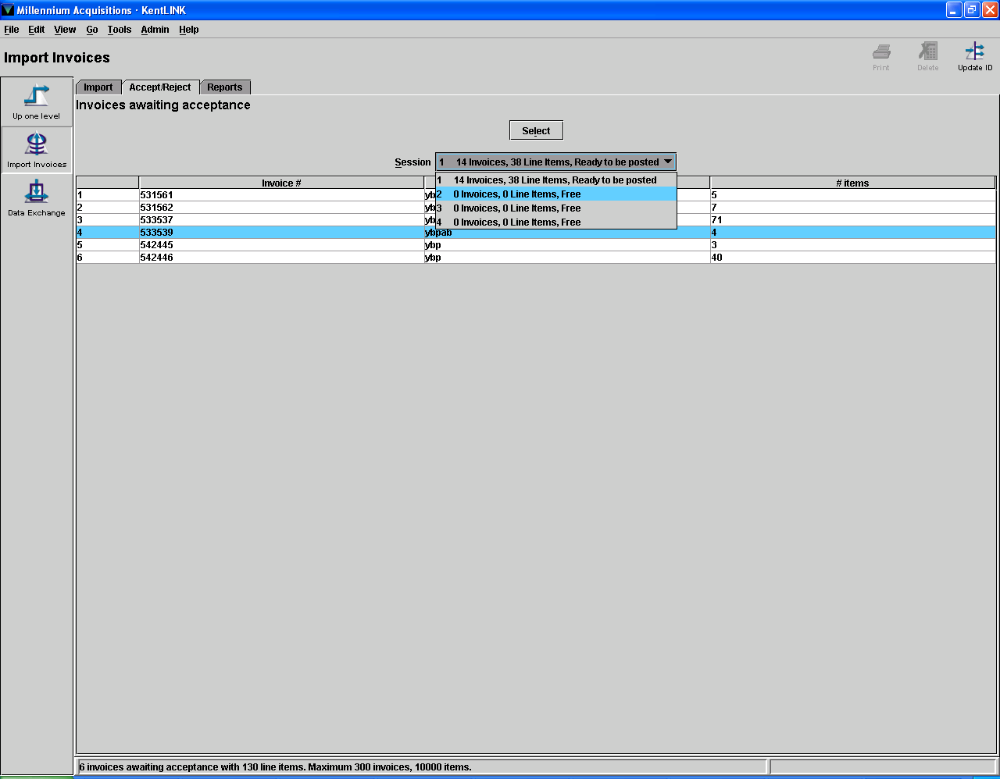 Millennium Acquisitions · KentLINK
File Edit View Go Tools Admin Help
Import Invoices
Print Delete Update ID
Up one level
Import Invoices
Data Exchange
Import Accept/Reject Reports
Invoices awaiting acceptance
Select
Session 1 14 Invoices, 38 Line Items, Ready to be posted
1 14 Invoices, 38 Line Items, Ready to be posted
2 0 Invoices, 0 Line Items, Free
3 0 Invoices, 0 Line Items, Free
4 0 Invoices, 0 Line Items, Free
Invoice # # items
1 531561 yb 5
2 531562 yb 7
3 533537 yb 71
4 533539 ybpab 4
5 542445 ybp 3
6 542446 ybp 40
6 invoices awaiting acceptance with 130 line items. Maximum 300 invoices, 10000 items.